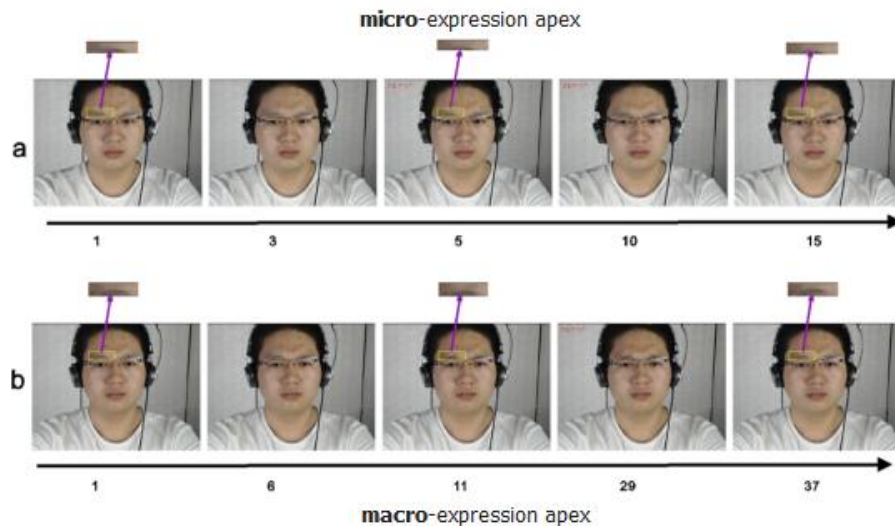 micro-expression apex
a
1 3 5 10 15
b
1 6 11 29 37
macro-expression apex